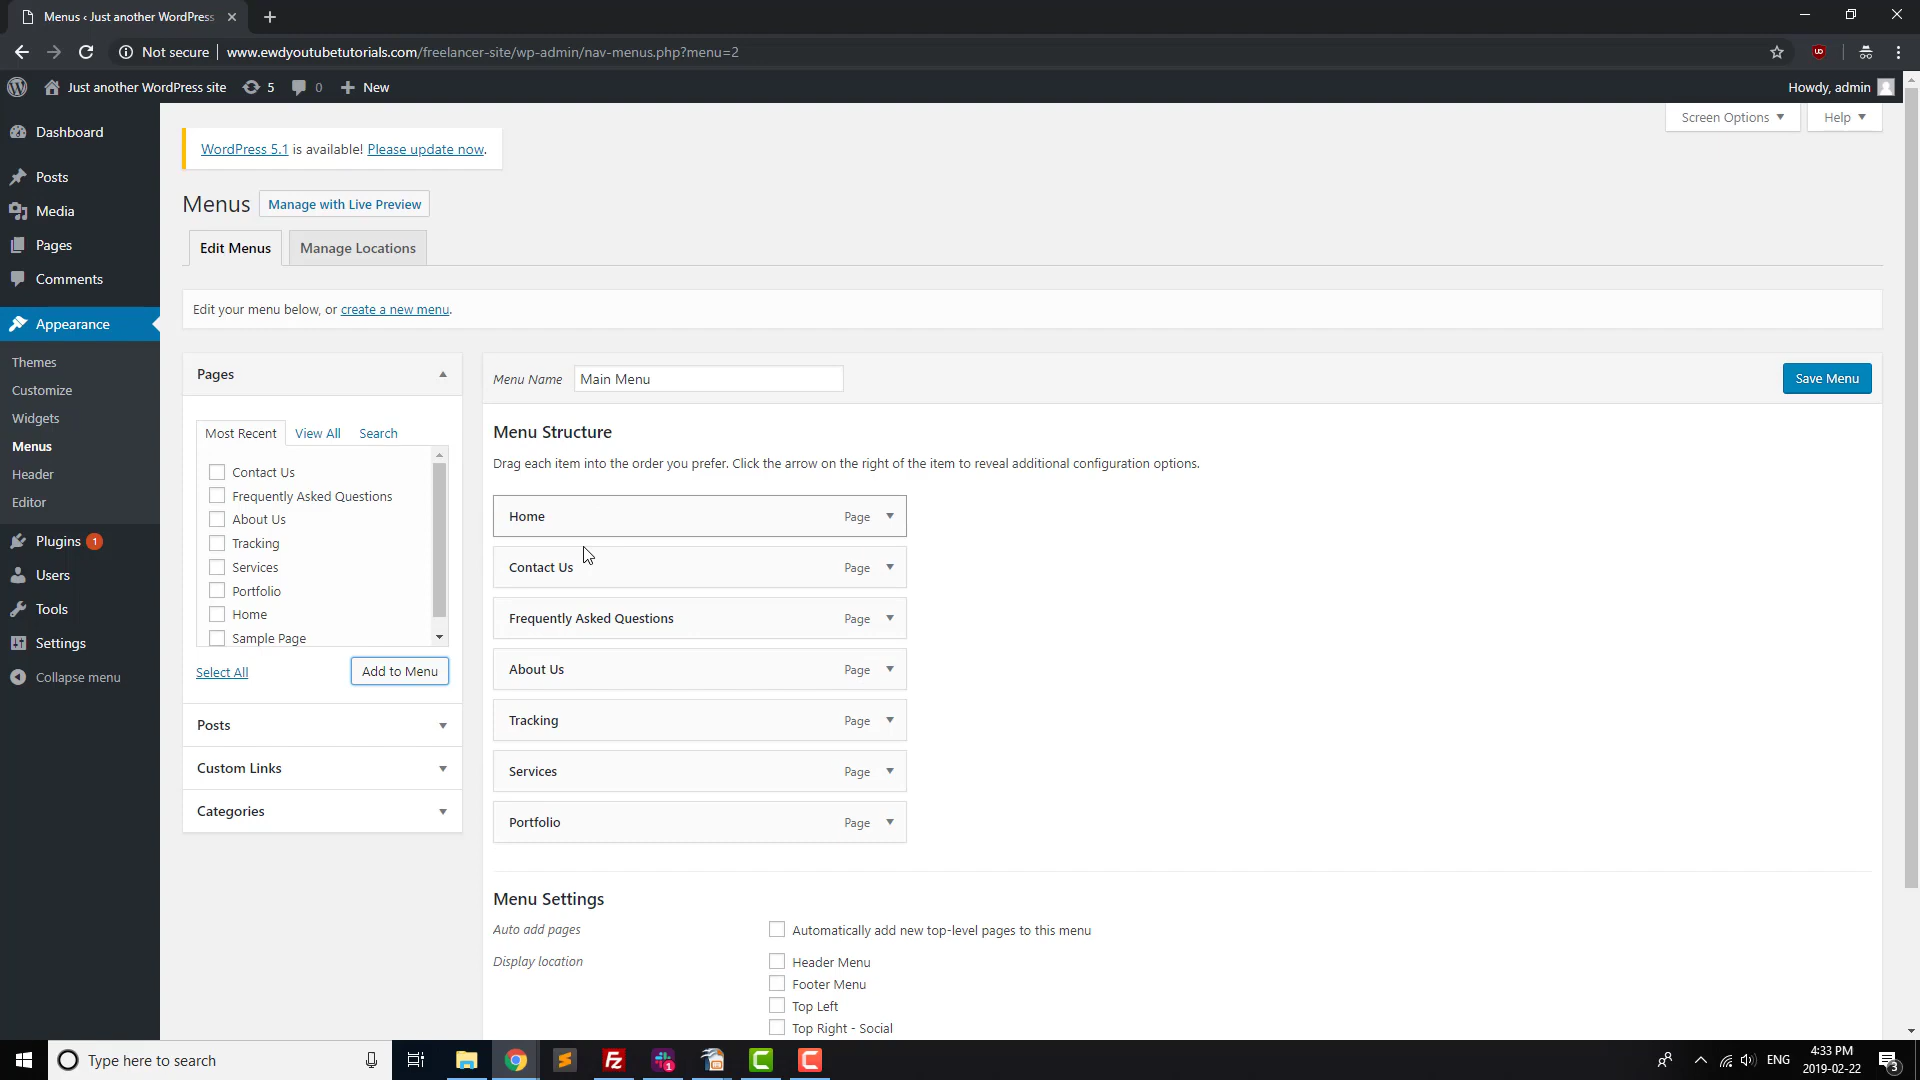 Menus ‹ Just another WordPress
Not secure
www.ewdyoutubetutorials.com/freelancer-site/wp-admin/nav-menus.php?menu=2
Just another WordPress site
5
0
New
Howdy, admin
Screen Options
Help
Dashboard
Posts
Media
Pages
Comments
Appearance
Themes
Customize
Widgets
Menus
Header
Editor
Plugins 1
Users
Tools
Settings
Collapse menu
WordPress 5.1 is available! Please update now.
Menus
Manage with Live Preview
Edit Menus
Manage Locations
Edit your menu below, or create a new menu.
Pages
Most Recent
View All
Search
Contact Us
Frequently Asked Questions
About Us
Tracking
Services
Portfolio
Home
Sample Page
Select All
Add to Menu
Posts
Custom Links
Categories
Menu Name
Main Menu
Save Menu
Menu Structure
Drag each item into the order you prefer. Click the arrow on the right of the item to reveal additional configuration options.
Home Page
Contact Us Page
Frequently Asked Questions Page
About Us Page
Tracking Page
Services Page
Portfolio Page
Menu Settings
Auto add pages
Automatically add new top-level pages to this menu
Display location
Header Menu
Footer Menu
Top Left
Top Right - Social
Type here to search
ENG
4:33 PM
2019-02-22
3